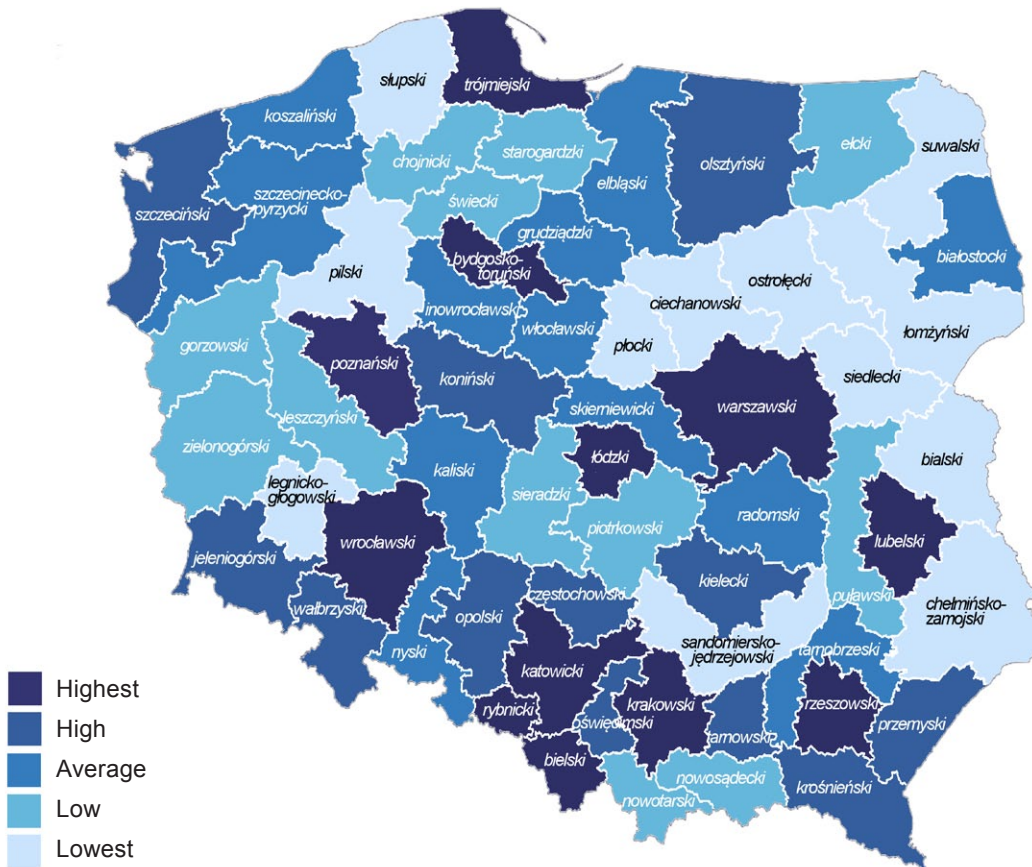 słupski
trójmiejski
koszaliński
chojnicki
starogardzki
ełcki
suwalski
szczecinecko-
pyrzycki
elbląski
olsztyński
szczeciński
świecki
grudziądzki
bydgosko-
toruński
białostocki
pilski
ostrołęcki
ciechanowski
inowrocławski
włocławski
łomżyński
gorzowski
płocki
poznański
koniński
siedlecki
skierniewicki
warszawski
leszczyński
zielonogórski
łódzki
bialski
kaliski
legnicko-
głogowski
sieradzki
radomski
piotrkowski
wrocławski
lubelski
jeleniogórski
kielecki
częstochowski
puławski
chełmińsko-
zamojski
wałbrzyski
opolski
sandomiersko-
jędrzejowski
nyski
tarnobrzeski
katowicki
rybnicki
krakowski
rzeszowski
oświęcimski
tarnowski
przemyski
bielski
nowosądecki
krośnieński
nowotarski
Highest
High
Average
Low
Lowest